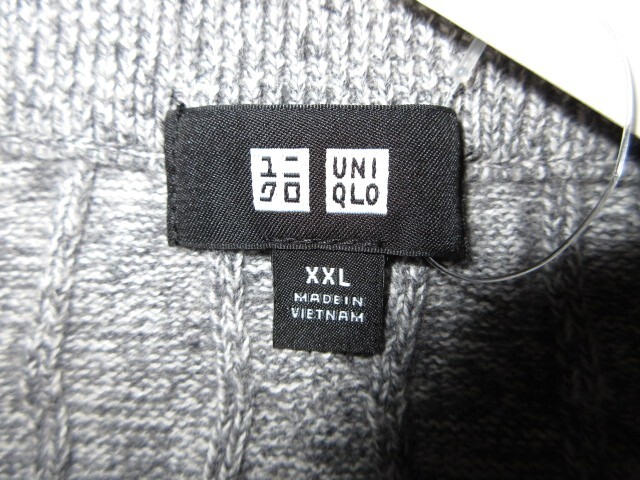 ユニ
クロ
UNI
QLO
XXL
MADE IN
VIETNAM